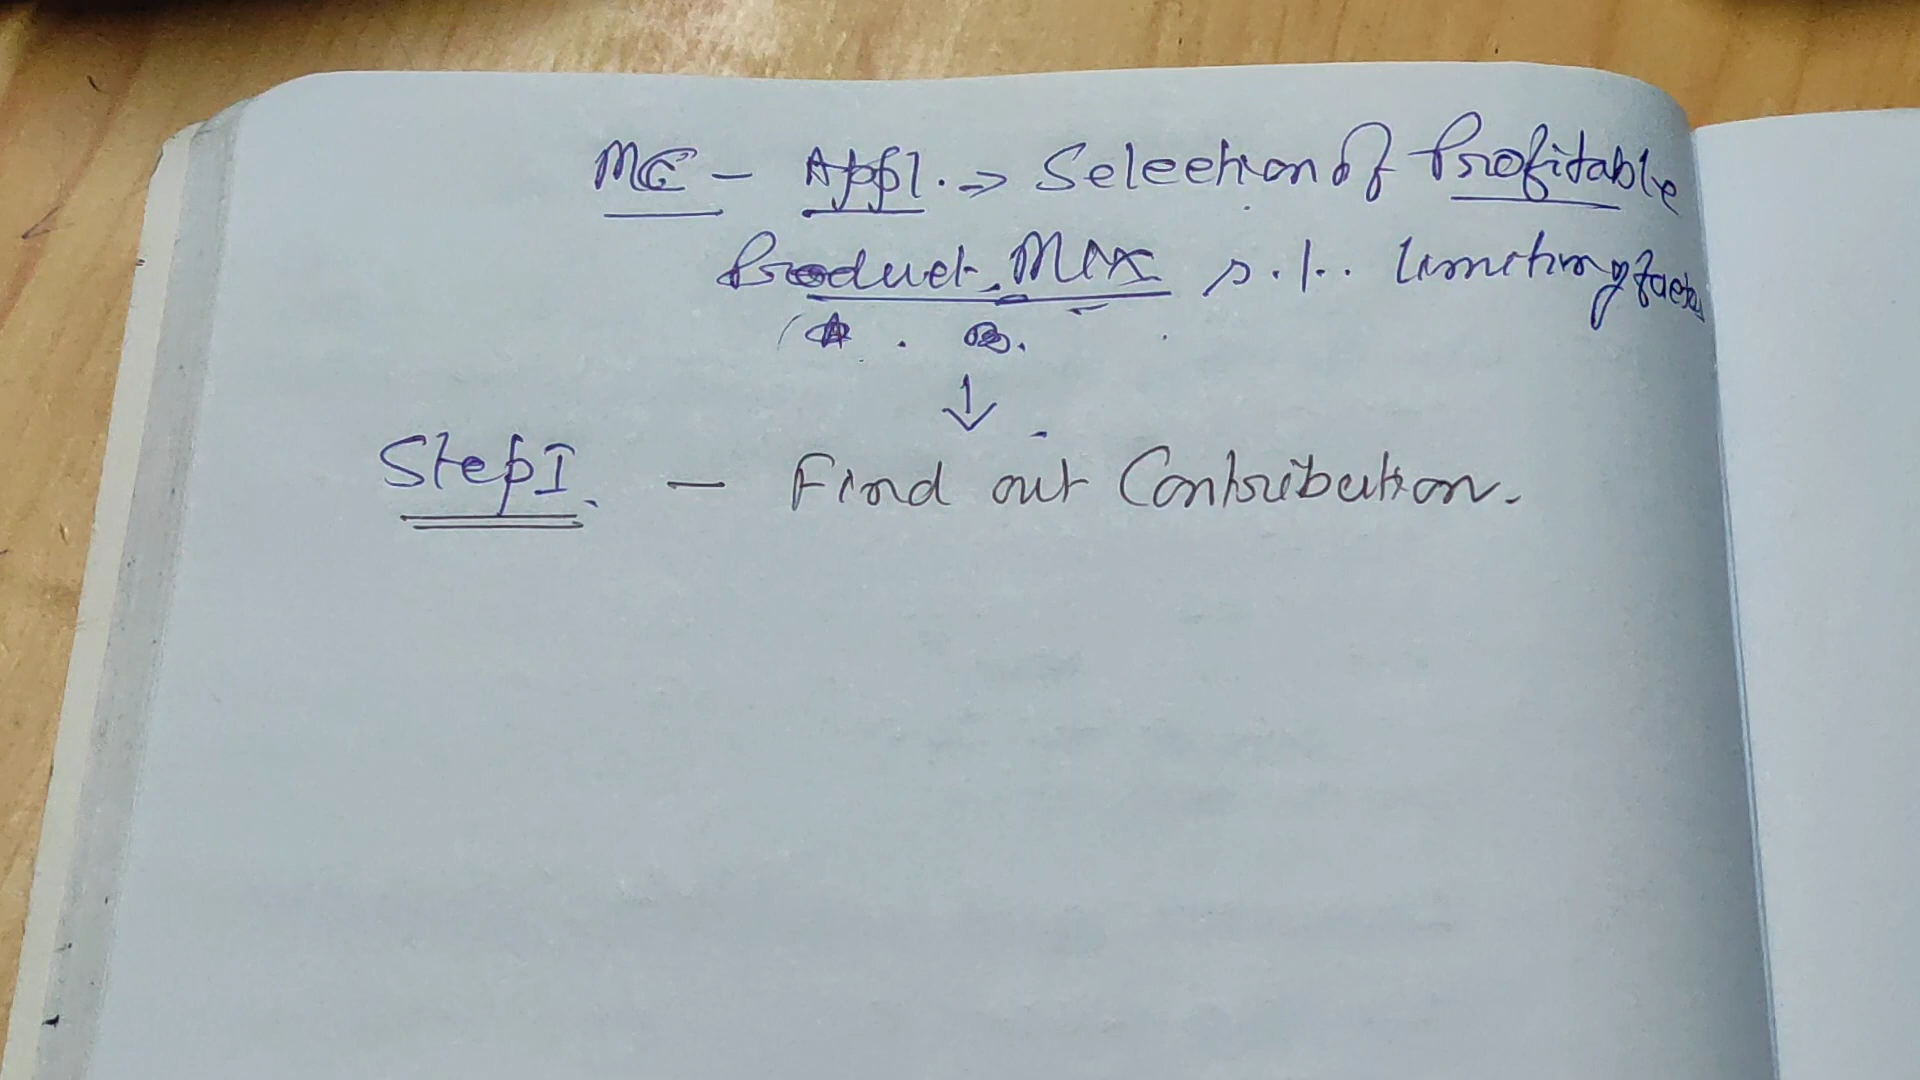 MC - Appl. => Selection of Profitable
Product Mix s.t. limiting factor
(A . B.
↓
Step I. - Find out Contribution.